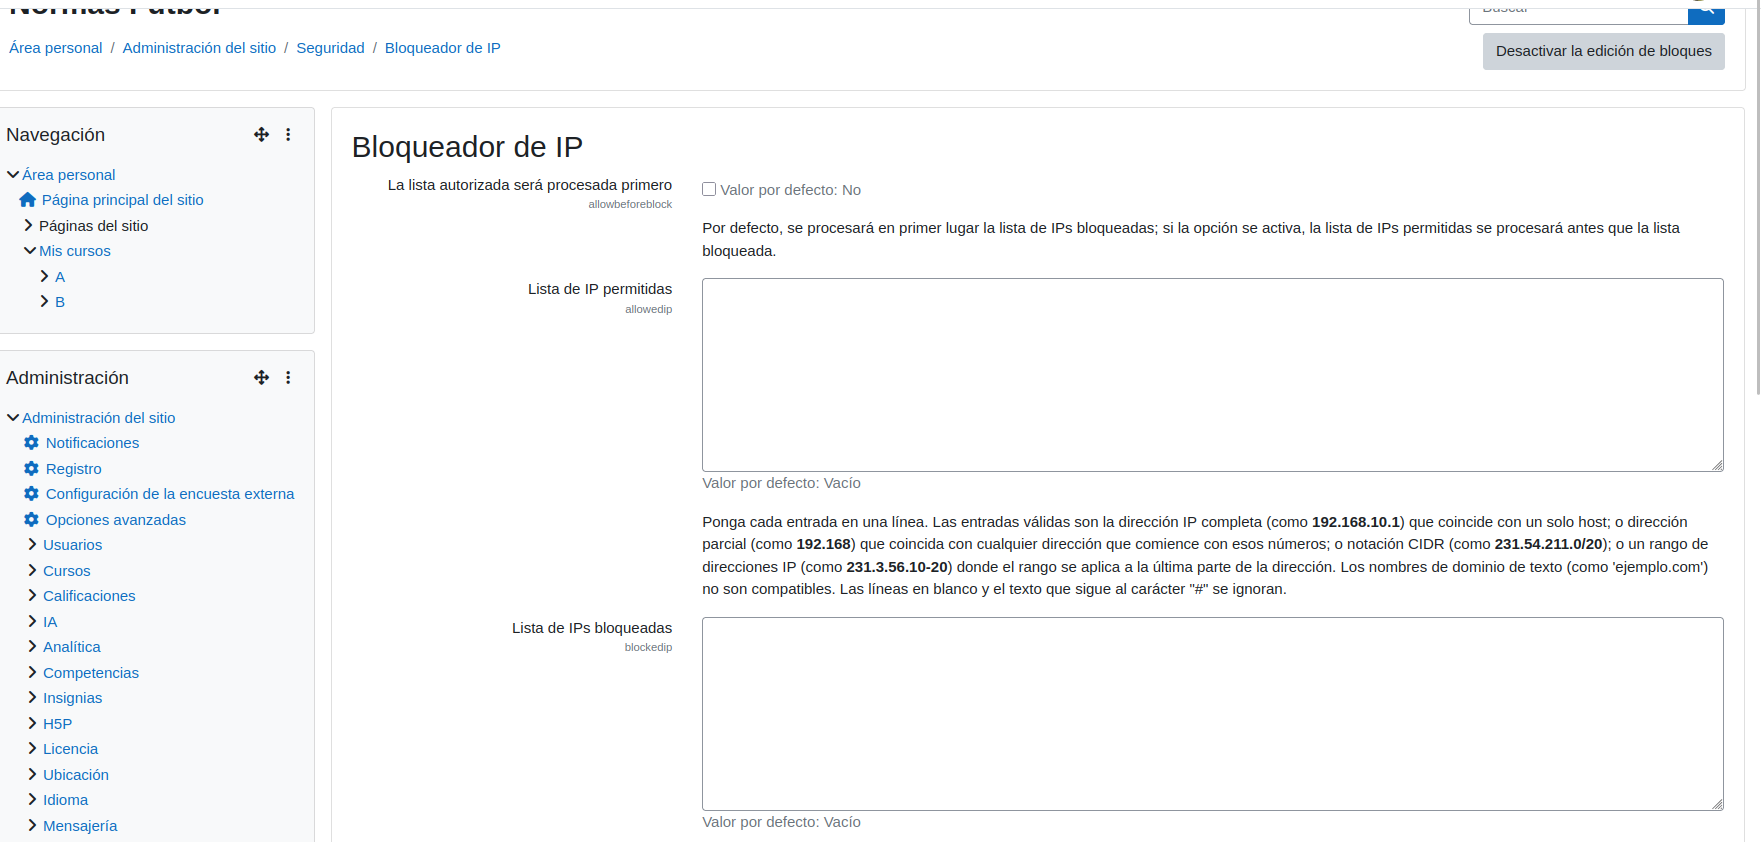 Normas Fútbol
Buscar
Área personal / Administración del sitio / Seguridad / Bloqueador de IP
Desactivar la edición de bloques
Navegación
Área personal
Página principal del sitio
Páginas del sitio
Mis cursos
A
B
Administración
Administración del sitio
Notificaciones
Registro
Configuración de la encuesta externa
Opciones avanzadas
Usuarios
Cursos
Calificaciones
IA
Analítica
Competencias
Insignias
H5P
Licencia
Ubicación
Idioma
Mensajería
Bloqueador de IP
La lista autorizada será procesada primero
allowbeforeblock
Valor por defecto: No
Por defecto, se procesará en primer lugar la lista de IPs bloqueadas; si la opción se activa, la lista de IPs permitidas se procesará antes que la lista
bloqueada.
Lista de IP permitidas
allowedip
Valor por defecto: Vacío
Ponga cada entrada en una línea. Las entradas válidas son la dirección IP completa (como 192.168.10.1) que coincide con un solo host; o dirección
parcial (como 192.168) que coincida con cualquier dirección que comience con esos números; o notación CIDR (como 231.54.211.0/20); o un rango de
direcciones IP (como 231.3.56.10-20) donde el rango se aplica a la última parte de la dirección. Los nombres de dominio de texto (como 'ejemplo.com')
no son compatibles. Las líneas en blanco y el texto que sigue al carácter "#" se ignoran.
Lista de IPs bloqueadas
blockedip
Valor por defecto: Vacío